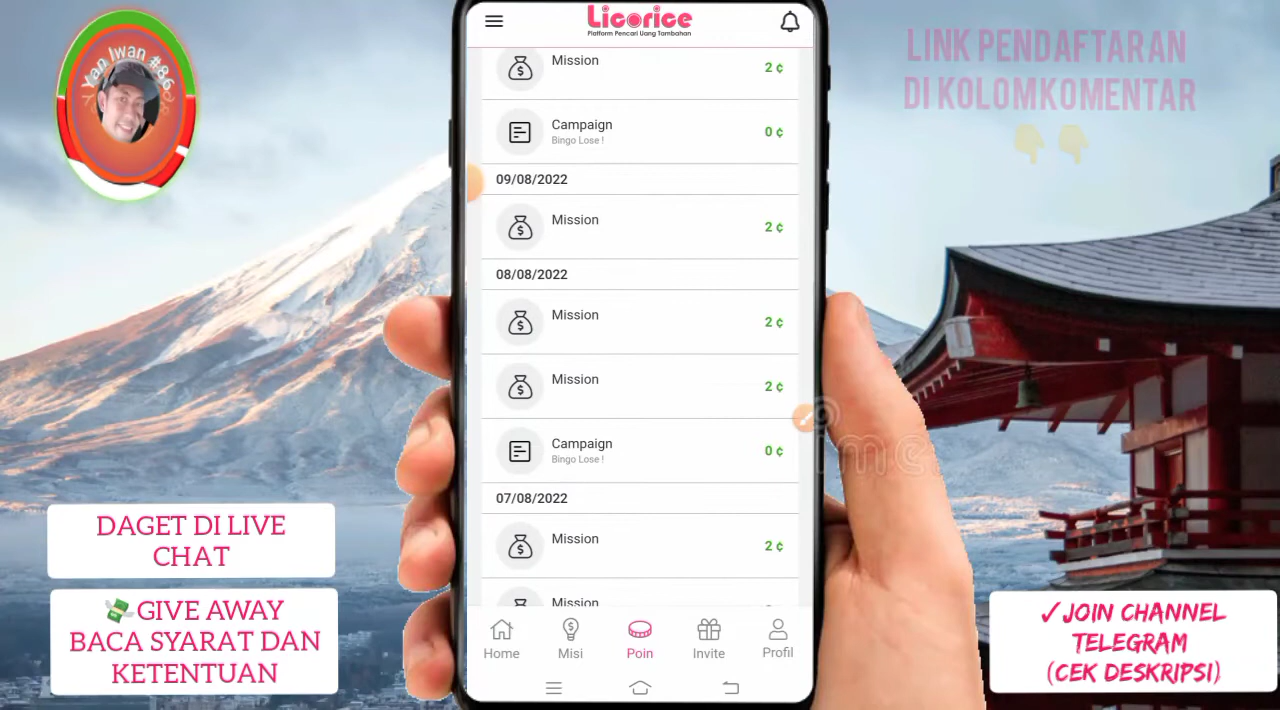 Yan Iwan #86
Licorice
Platform Pencari Uang Tambahan
LINK PENDAFTARAN
DI KOLOMKOMENTAR
👇 👇
Mission
2 ¢
Campaign
Bingo Lose !
0 ¢
09/08/2022
Mission
2 ¢
08/08/2022
Mission
2 ¢
Mission
2 ¢
Campaign
Bingo Lose !
0 ¢
07/08/2022
Mission
2 ¢
Mission
Home
Misi
Poin
Invite
Profil
DAGET DI LIVE
CHAT
💸GIVE AWAY
BACA SYARAT DAN
KETENTUAN
✓JOIN CHANNEL
TELEGRAM
(CEK DESKRIPSI)